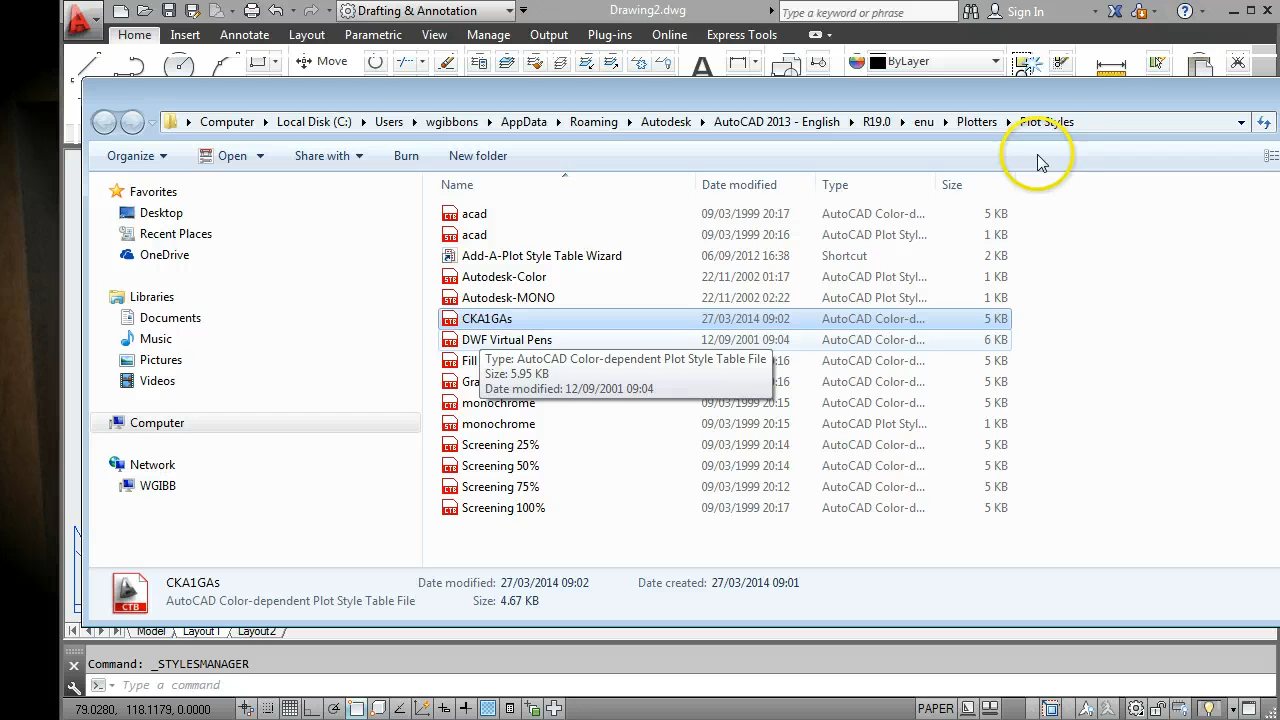 Drafting & Annotation
Drawing2.dwg
Type a keyword or phrase
Sign In
Home Insert Annotate Layout Parametric View Manage Output Plug-ins Online Express Tools
Move
ByLayer
Computer Local Disk (C:) Users wgibbons AppData Roaming Autodesk AutoCAD 2013 - English R19.0 enu Plotters Plot Styles
Organize Open Share with Burn New folder
Name Date modified Type Size
Favorites
Desktop
Recent Places
OneDrive
Libraries
Documents
Music
Pictures
Videos
Computer
Network
WGIBB
acad 09/03/1999 20:17 AutoCAD Color-d... 5 KB
acad 09/03/1999 20:16 AutoCAD Plot Styl... 1 KB
Add-A-Plot Style Table Wizard 06/09/2012 16:38 Shortcut 2 KB
Autodesk-Color 22/11/2002 01:17 AutoCAD Plot Styl... 1 KB
Autodesk-MONO 22/11/2002 02:22 AutoCAD Plot Styl... 1 KB
CKA1GAs 27/03/2014 09:02 AutoCAD Color-d... 5 KB
DWF Virtual Pens 12/09/2001 09:04 AutoCAD Color-d... 6 KB
Fill :16 AutoCAD Color-d... 5 KB
Gra :16 AutoCAD Color-d... 5 KB
monochrome 09/03/1999 20:15 AutoCAD Color-d... 5 KB
monochrome 09/03/1999 20:15 AutoCAD Plot Styl... 1 KB
Screening 25% 09/03/1999 20:14 AutoCAD Color-d... 5 KB
Screening 50% 09/03/1999 20:14 AutoCAD Color-d... 5 KB
Screening 75% 09/03/1999 20:12 AutoCAD Color-d... 5 KB
Screening 100% 09/03/1999 20:17 AutoCAD Color-d... 5 KB
Type: AutoCAD Color-dependent Plot Style Table File
Size: 5.95 KB
Date modified: 12/09/2001 09:04
CTB
CKA1GAs Date modified: 27/03/2014 09:02 Date created: 27/03/2014 09:01
AutoCAD Color-dependent Plot Style Table File Size: 4.67 KB
Model Layout1 Layout2
Command: _STYLESMANAGER
Type a command
79.0280, 118.1179, 0.0000
PAPER